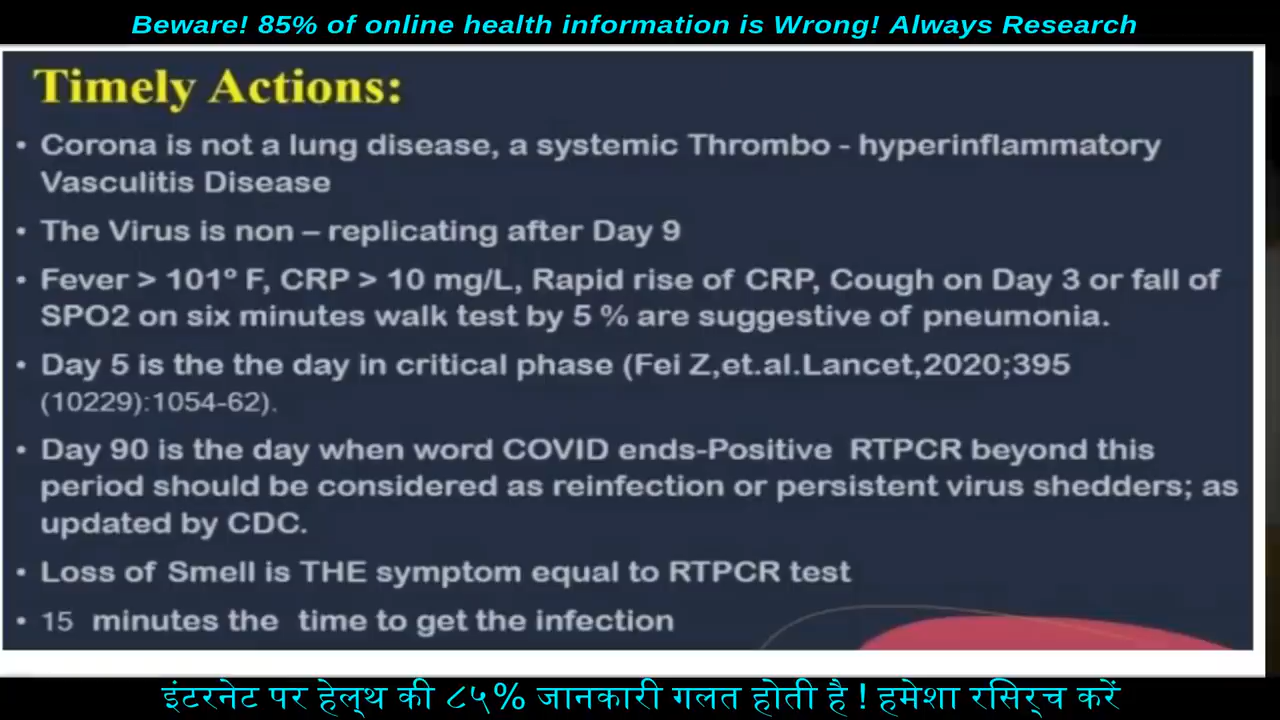 Beware! 85% of online health information is Wrong! Always Research
Timely Actions:
• Corona is not a lung disease, a systemic Thrombo - hyperinflammatory
Vasculitis Disease
• The Virus is non – replicating after Day 9
• Fever > 101º F, CRP > 10 mg/L, Rapid rise of CRP, Cough on Day 3 or fall of
SPO2 on six minutes walk test by 5 % are suggestive of pneumonia.
• Day 5 is the the day in critical phase (Fei Z,et.al.Lancet,2020;395
(10229):1054-62).
• Day 90 is the day when word COVID ends-Positive RTPCR beyond this
period should be considered as reinfection or persistent virus shedders; as
updated by CDC.
• Loss of Smell is THE symptom equal to RTPCR test
• 15 minutes the time to get the infection
इंटरनेट पर हेल्थ की ८५% जानकारी गलत होती है ! हमेशा रिसर्च करें